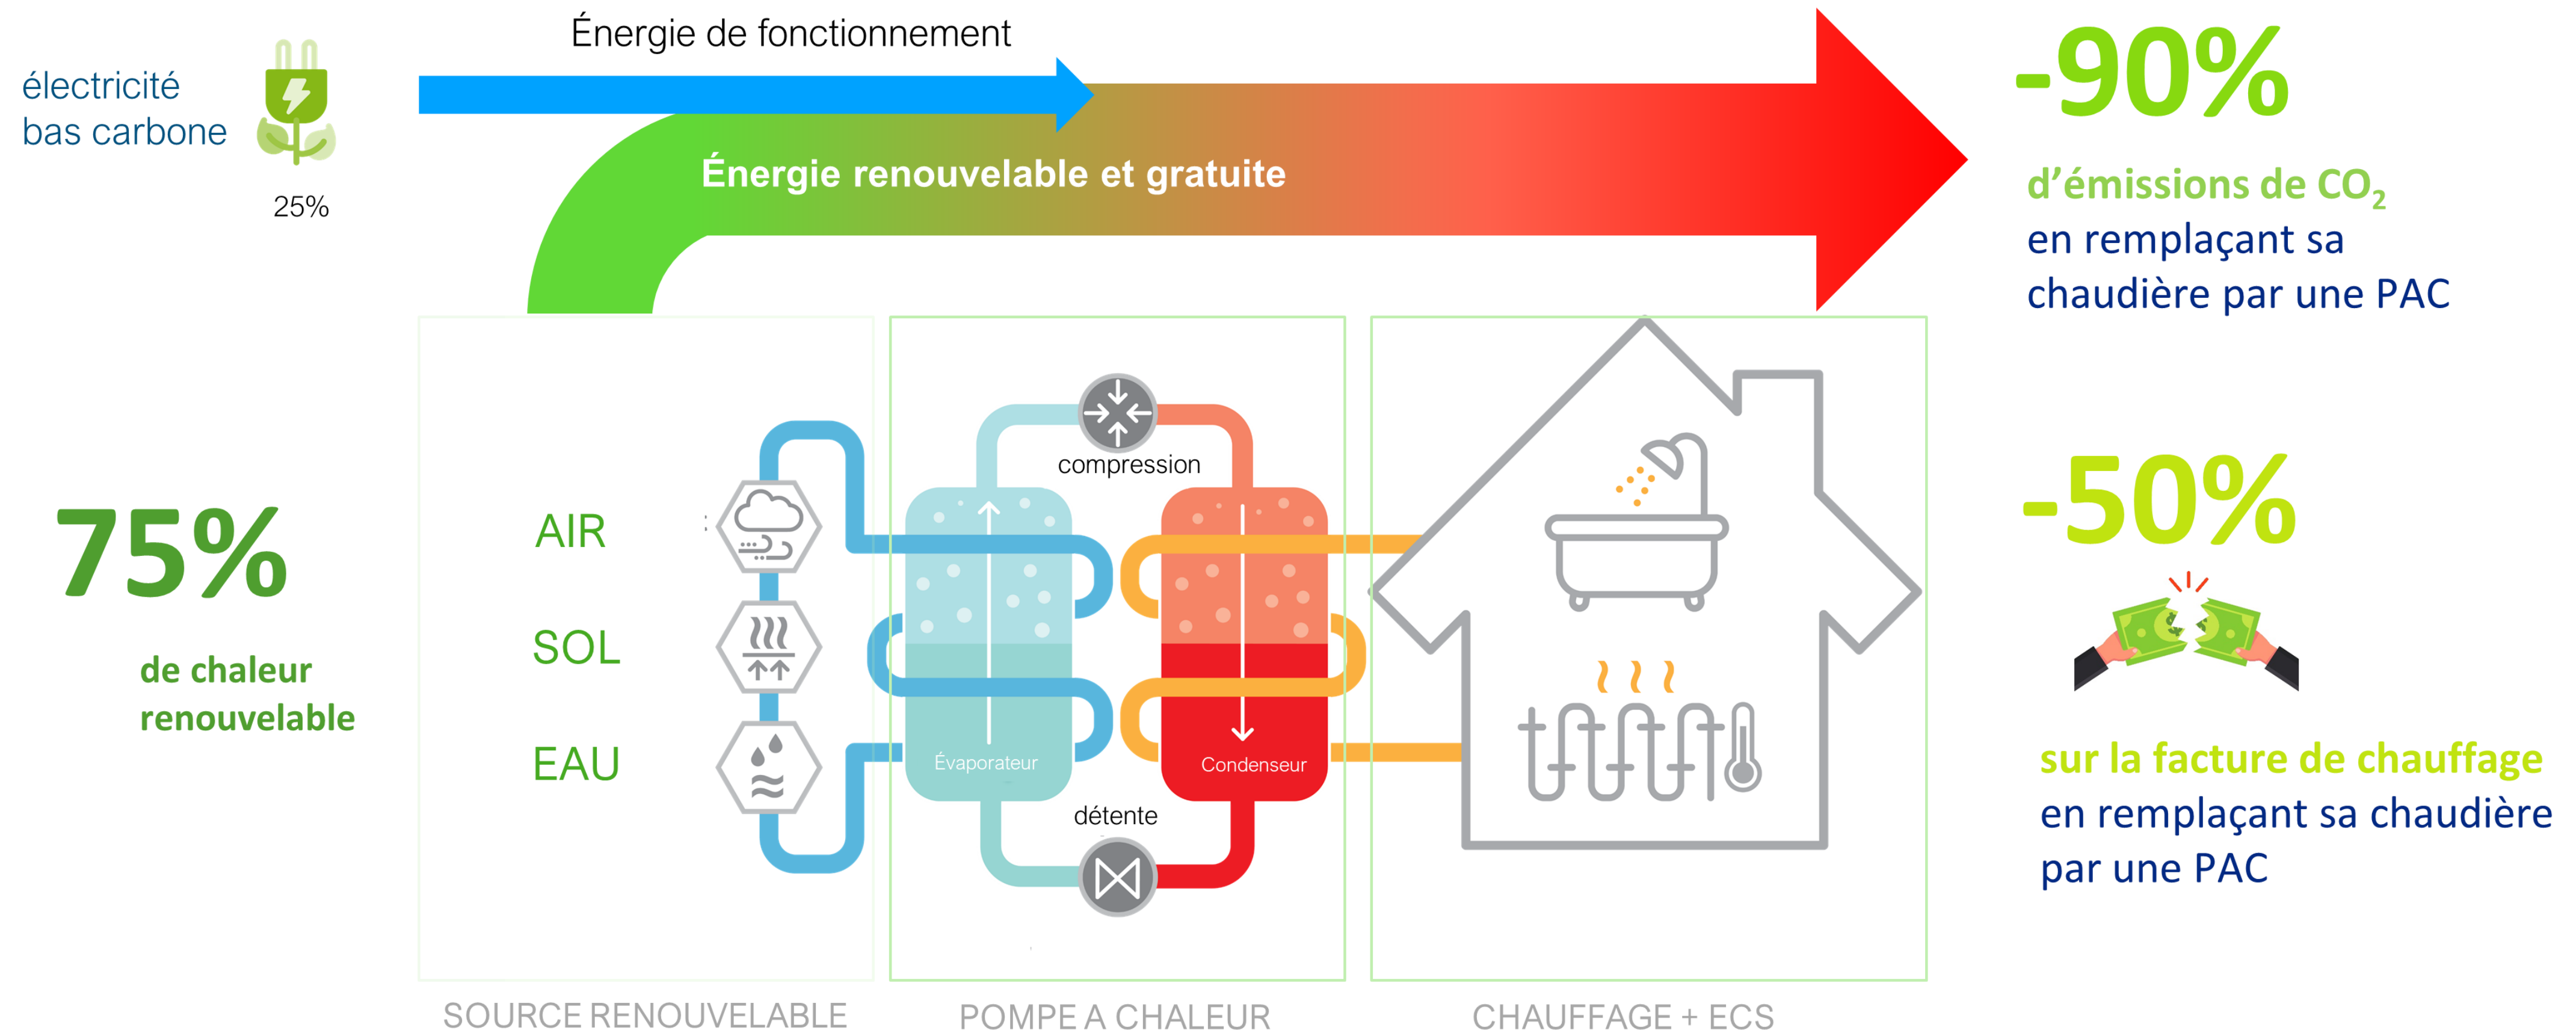 Énergie de fonctionnement
électricité
bas carbone
25%
Énergie renouvelable et gratuite
-90%
d’émissions de CO₂
en remplaçant sa
chaudière par une PAC
75%
de chaleur
renouvelable
AIR
:
SOL
EAU
compression
Évaporateur
Condenseur
détente
-50%
sur la facture de chauffage
en remplaçant sa chaudière
par une PAC
SOURCE RENOUVELABLE
POMPE A CHALEUR
CHAUFFAGE + ECS